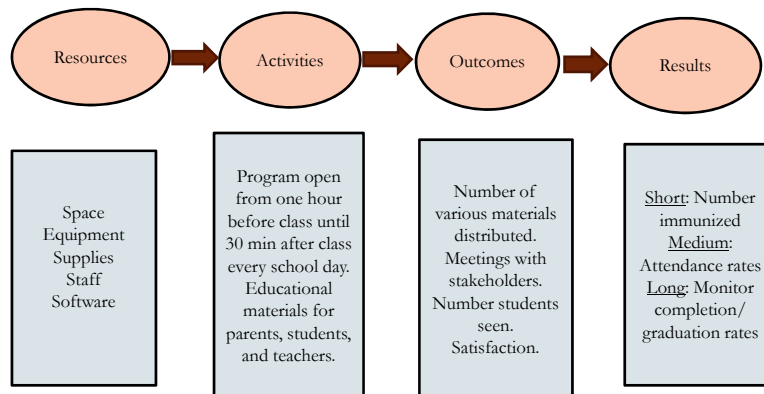 Resources
Activities
Outcomes
Results
Space
Equipment
Supplies
Staff
Software
Program open
from one hour
before class until
30 min after class
every school day.
Educational
materials for
parents, students,
and teachers.
Number of
various materials
distributed.
Meetings with
stakeholders.
Number students
seen.
Satisfaction.
Short: Number
immunized
Medium:
Attendance rates
Long: Monitor
completion/
graduation rates